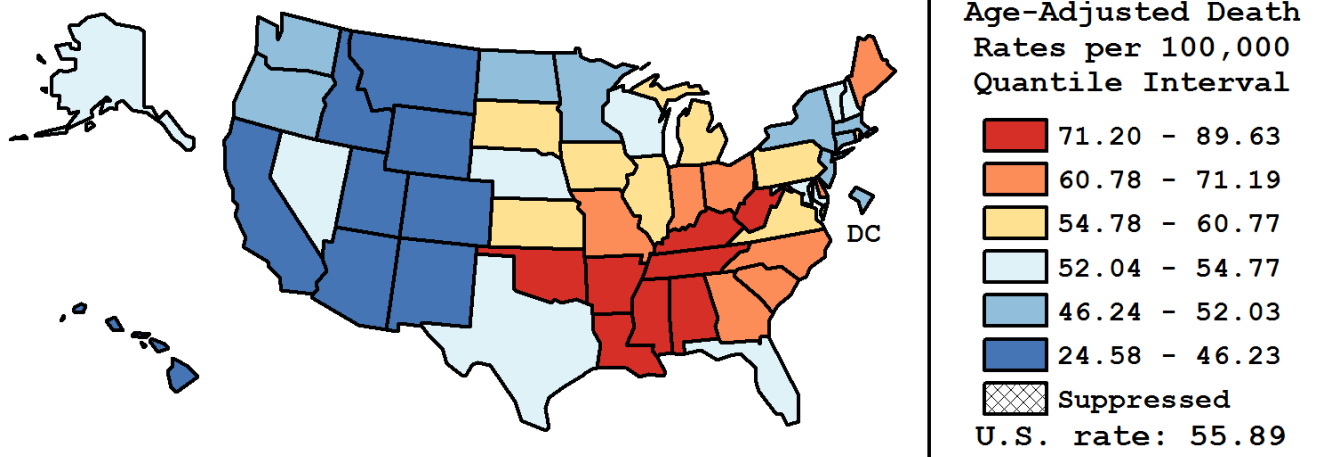 Age-Adjusted Death
Rates per 100,000
Quantile Interval
71.20 - 89.63
60.78 - 71.19
54.78 - 60.77
52.04 - 54.77
46.24 - 52.03
24.58 - 46.23
Suppressed
U.S. rate: 55.89
DC